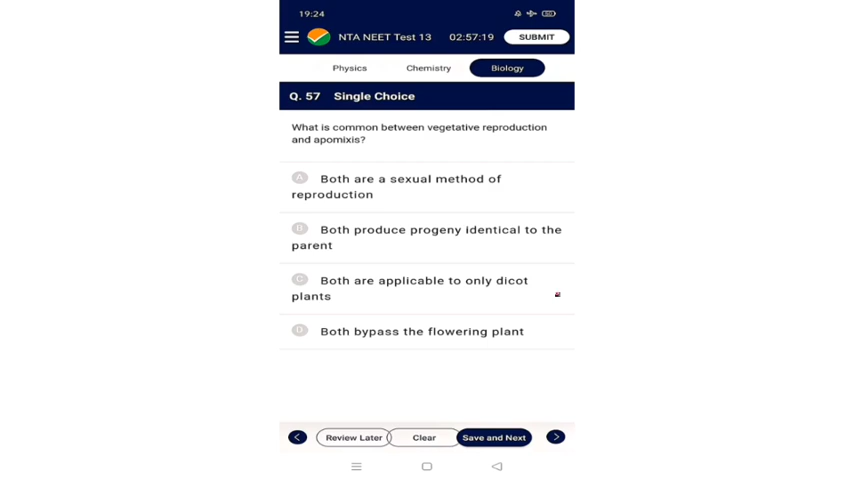 19:24
NTA NEET Test 13 02:57:19 SUBMIT
Physics Chemistry Biology
Q. 57 Single Choice
What is common between vegetative reproduction
and apomixis?
A Both are a sexual method of
reproduction
B Both produce progeny identical to the
parent
C Both are applicable to only dicot
plants
D Both bypass the flowering plant
Review Later Clear Save and Next